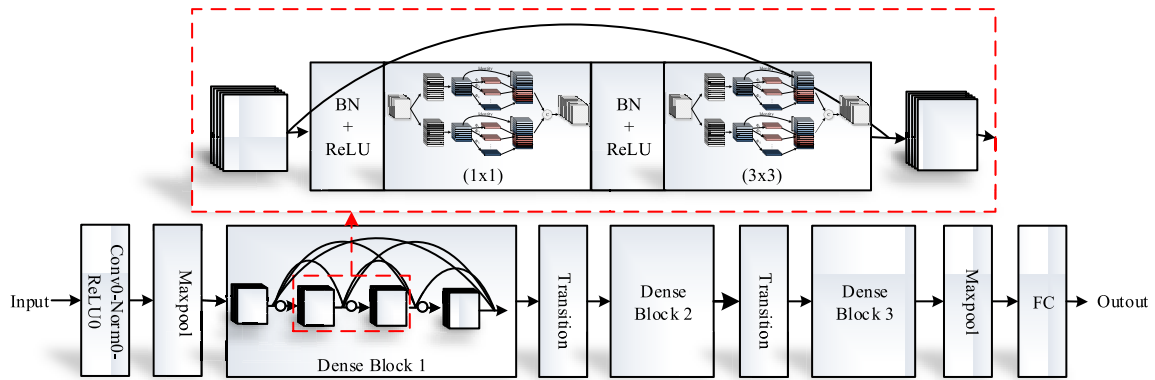 BN
+
ReLU
(1x1)
BN
+
ReLU
(3x3)
Input
Conv0-Norm0-
ReLU0
Maxpool
Dense Block 1
Transition
Dense
Block 2
Transition
Dense
Block 3
Maxpool
FC
Outout